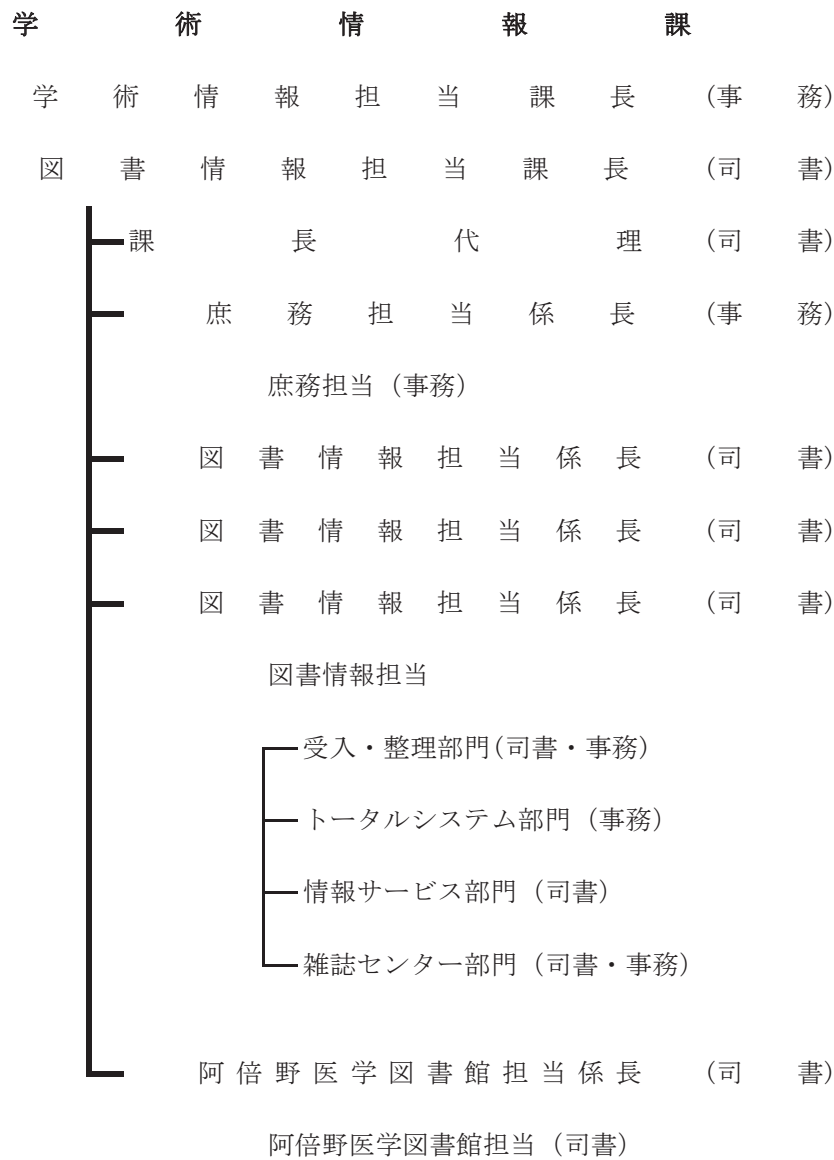 学術情報課
学術情報担当課長（事務）
図書情報担当課長（司書）
課長代理（司書）
庶務担当係長（事務）
庶務担当（事務）
図書情報担当係長（司書）
図書情報担当係長（司書）
図書情報担当係長（司書）
図書情報担当
受入・整理部門(司書・事務)
トータルシステム部門（事務）
情報サービス部門（司書）
雑誌センター部門（司書・事務）
阿倍野医学図書館担当係長（司書）
阿倍野医学図書館担当（司書）